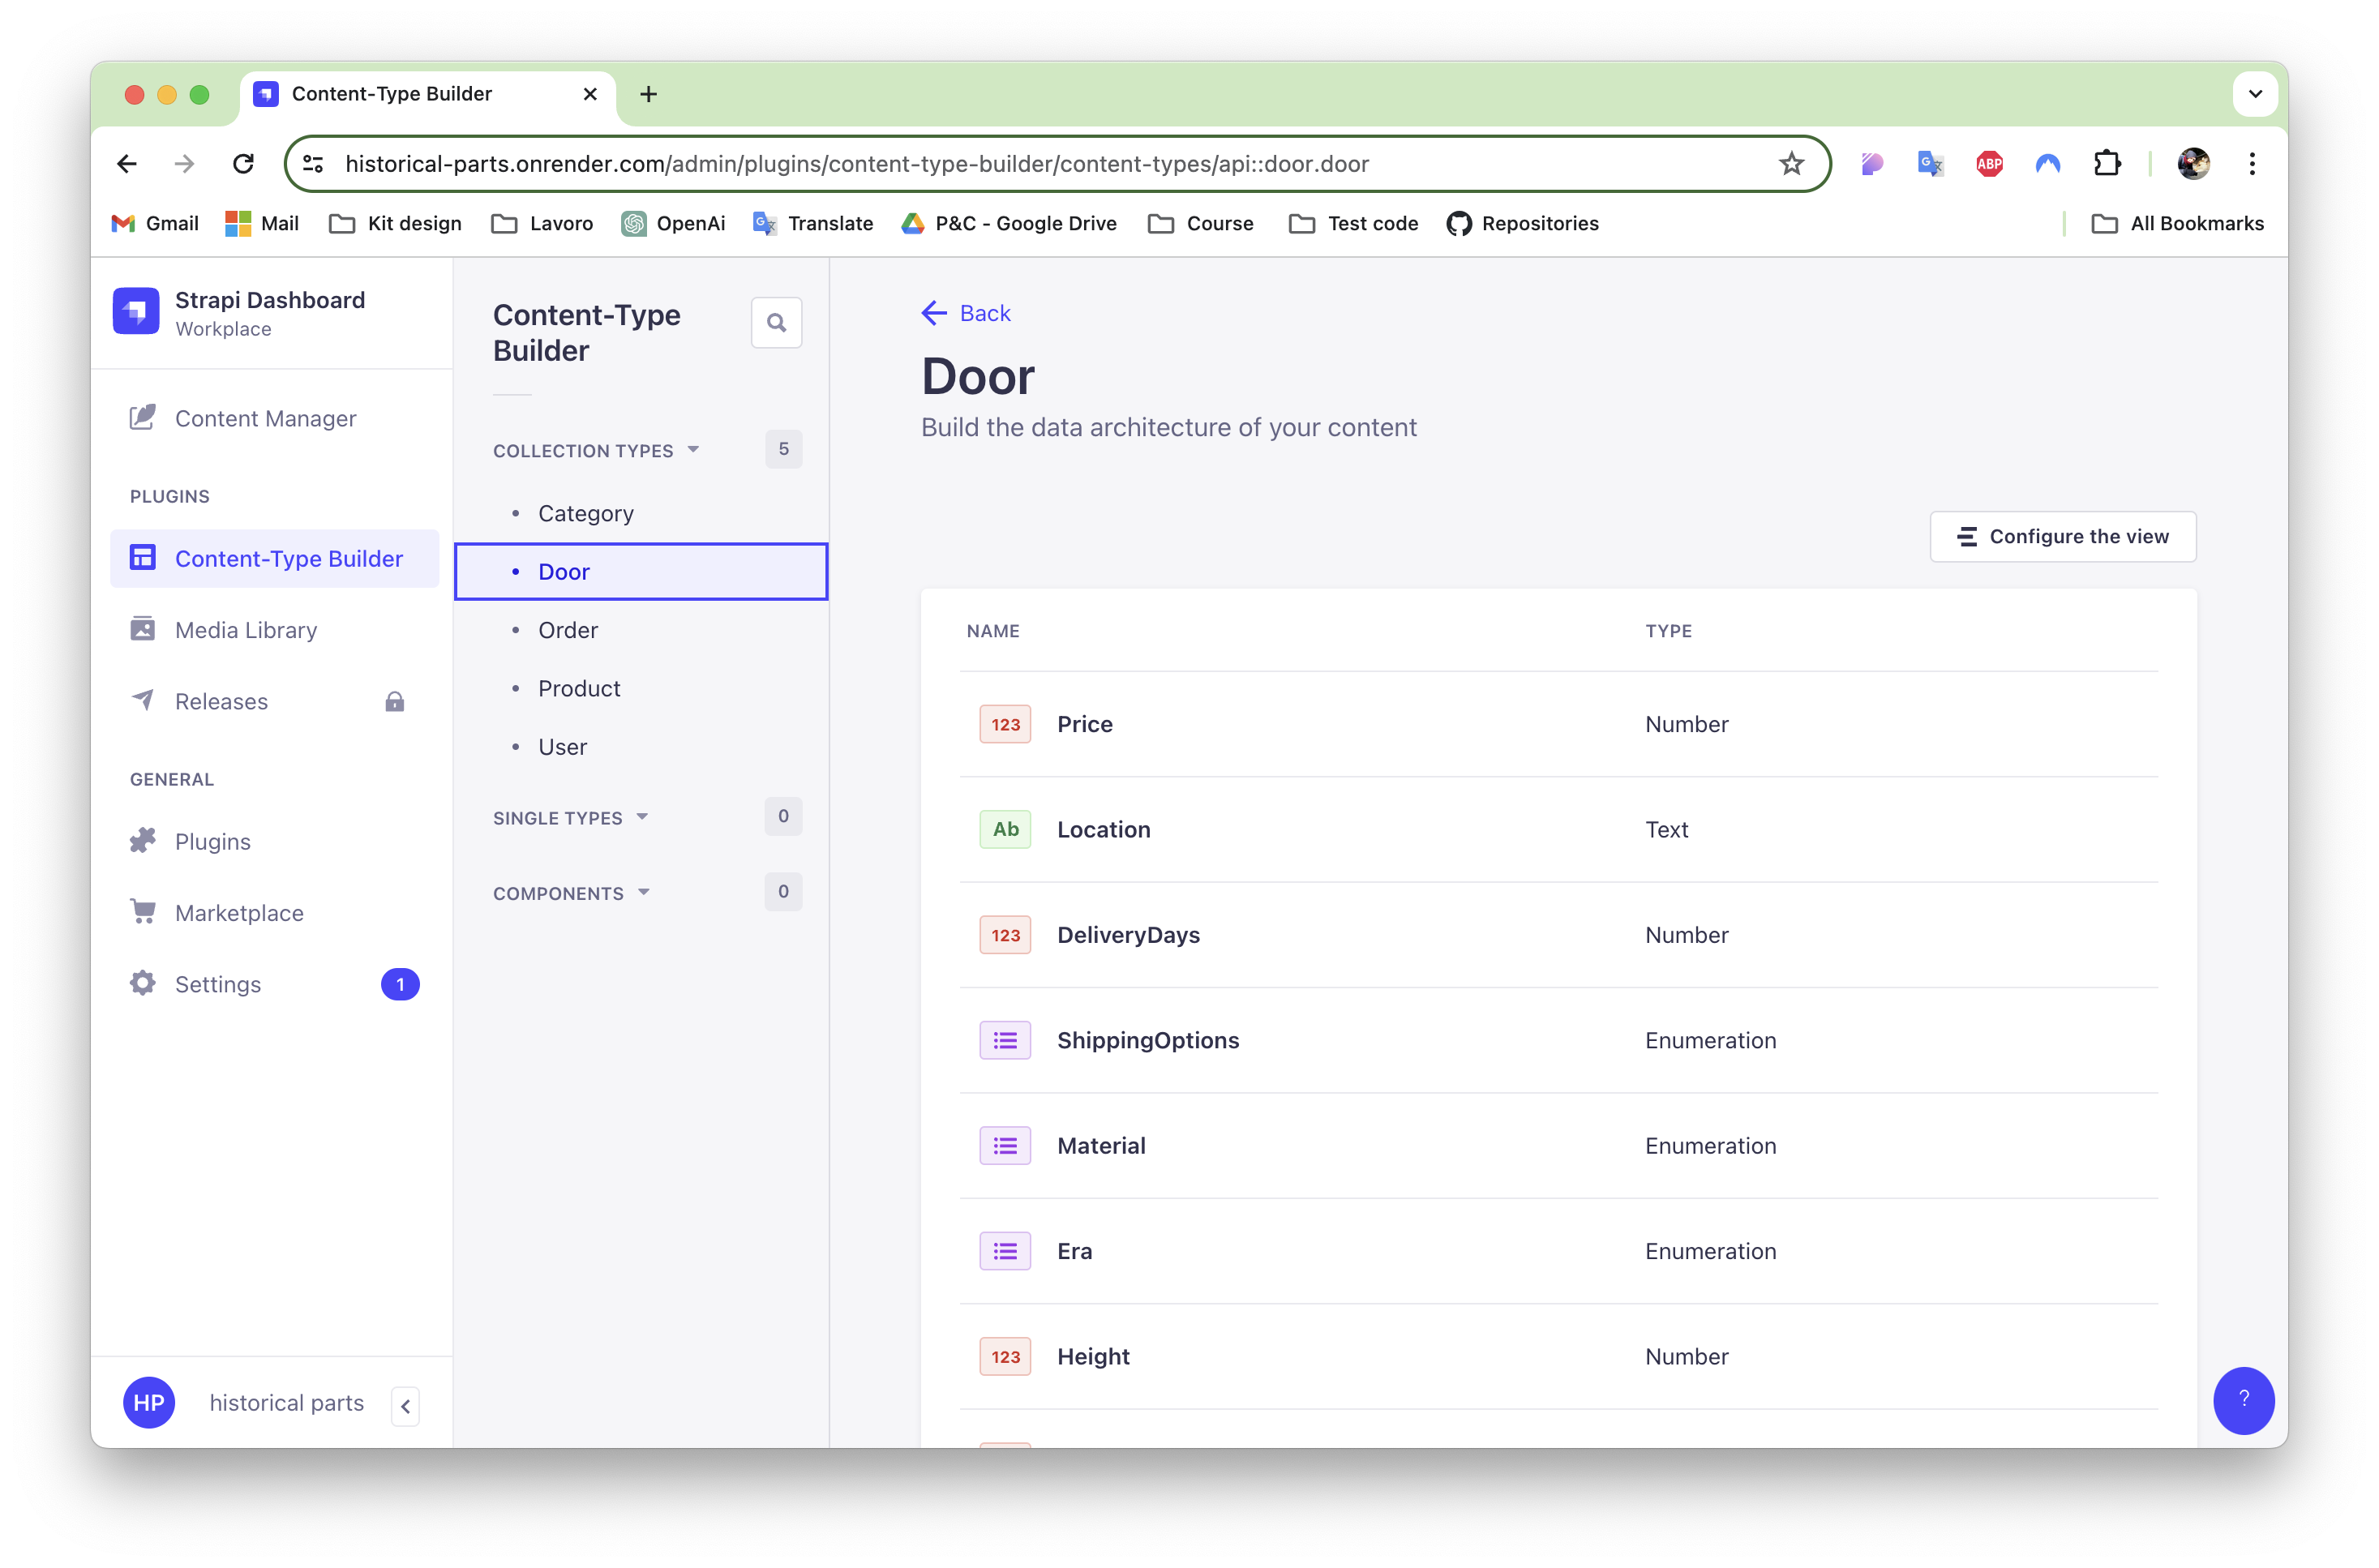 Content-Type Builder
historical-parts.onrender.com/admin/plugins/content-type-builder/content-types/api::door.door
ABP
Gmail Mail Kit design Lavoro OpenAi Translate P&C - Google Drive Course Test code Repositories All Bookmarks
Strapi Dashboard
Workplace
Content Manager
PLUGINS
Content-Type Builder
Media Library
Releases
GENERAL
Plugins
Marketplace
Settings 1
HP historical parts
Content-Type
Builder
COLLECTION TYPES 5
Category
Door
Order
Product
User
SINGLE TYPES 0
COMPONENTS 0
Back
Door
Build the data architecture of your content
Configure the view
NAME TYPE
123 Price Number
Ab Location Text
123 DeliveryDays Number
ShippingOptions Enumeration
Material Enumeration
Era Enumeration
123 Height Number
?